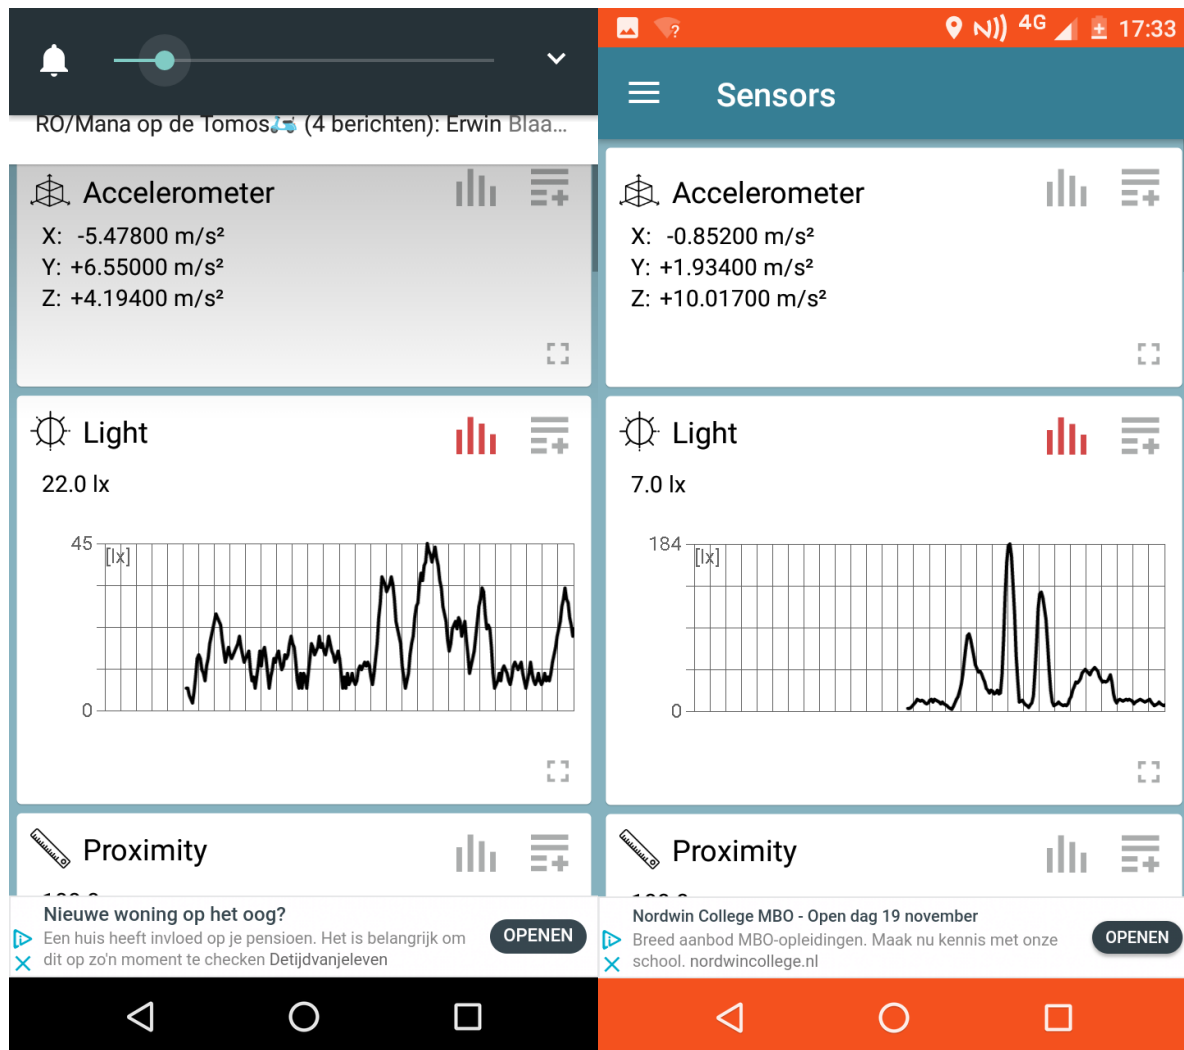 RO/Mana op de Tomos🛵 (4 berichten): Erwin Blaa...
Accelerometer
X: -5.47800 m/s²
Y: +6.55000 m/s²
Z: +4.19400 m/s²
Light
22.0 lx
45
[lx]
0
Proximity
Nieuwe woning op het oog?
Een huis heeft invloed op je pensioen. Het is belangrijk om
dit op zo'n moment te checken Detijdvanjeleven
OPENEN
4G
17:33
Sensors
Accelerometer
X: -0.85200 m/s²
Y: +1.93400 m/s²
Z: +10.01700 m/s²
Light
7.0 lx
184
[lx]
0
Proximity
Nordwin College MBO - Open dag 19 november
Breed aanbod MBO-opleidingen. Maak nu kennis met onze
school. nordwincollege.nl
OPENEN